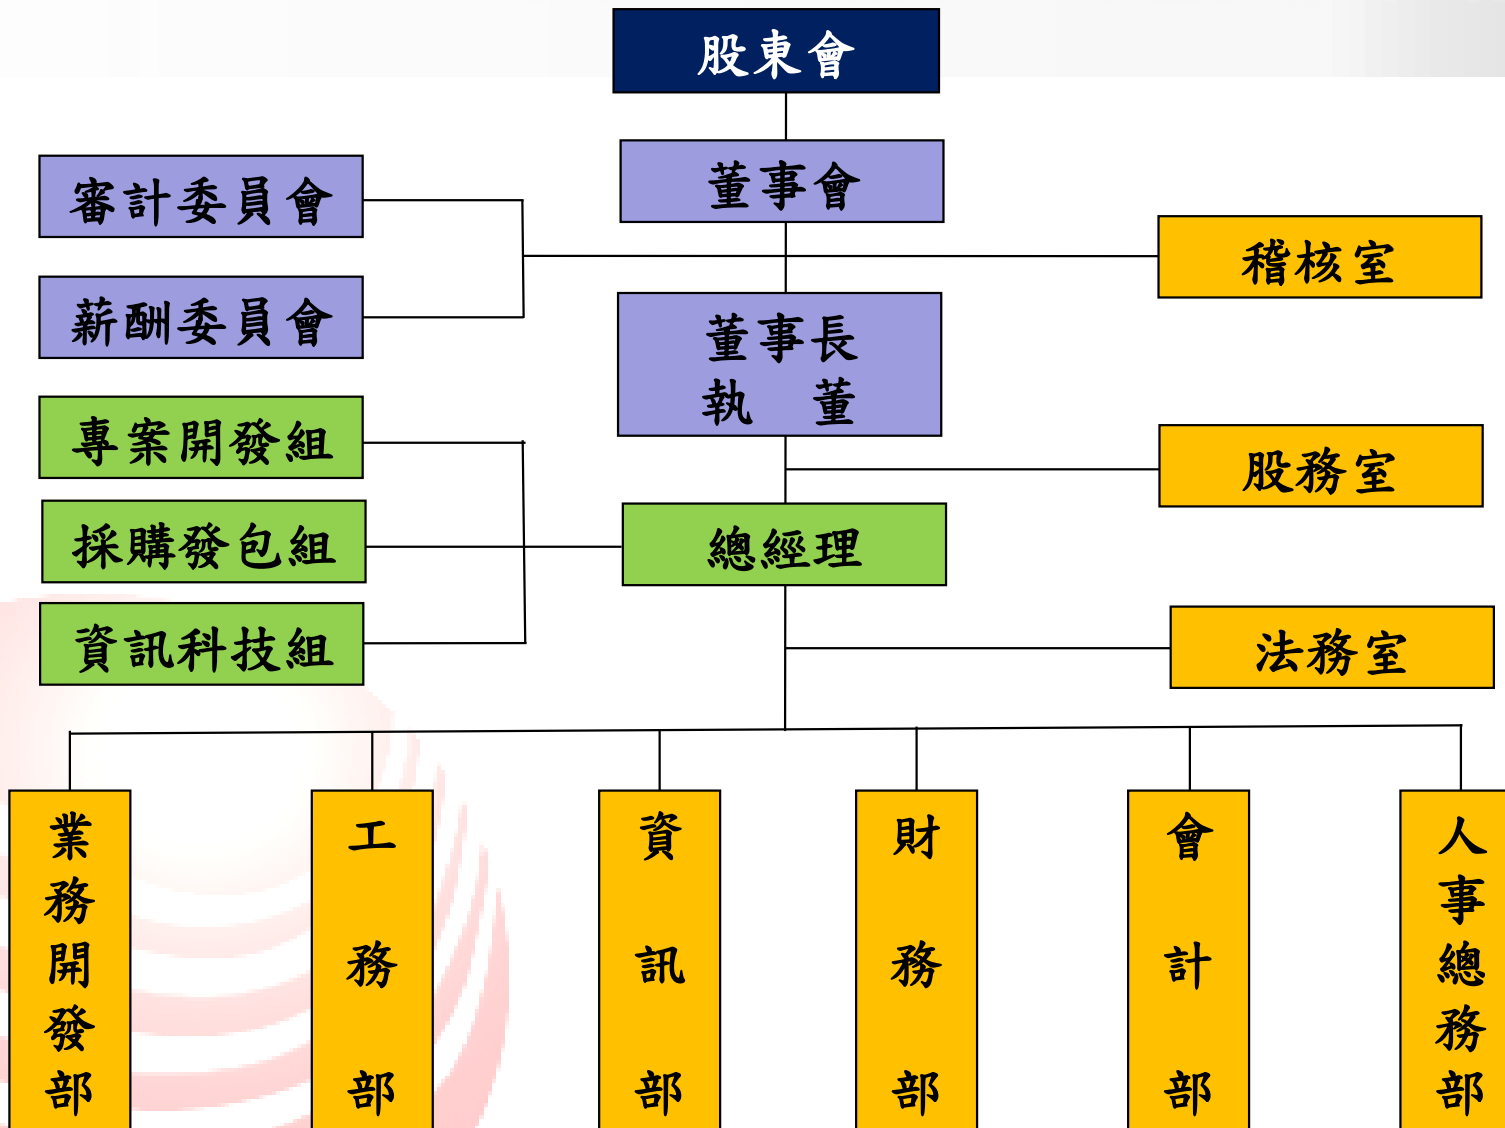 股東會
董事會
審計委員會
薪酬委員會
稽核室
董事長
執　董
專案開發組
採購發包組
資訊科技組
股務室
總經理
法務室
業務開發部
工務部
資訊部
財務部
會計部
人事總務部